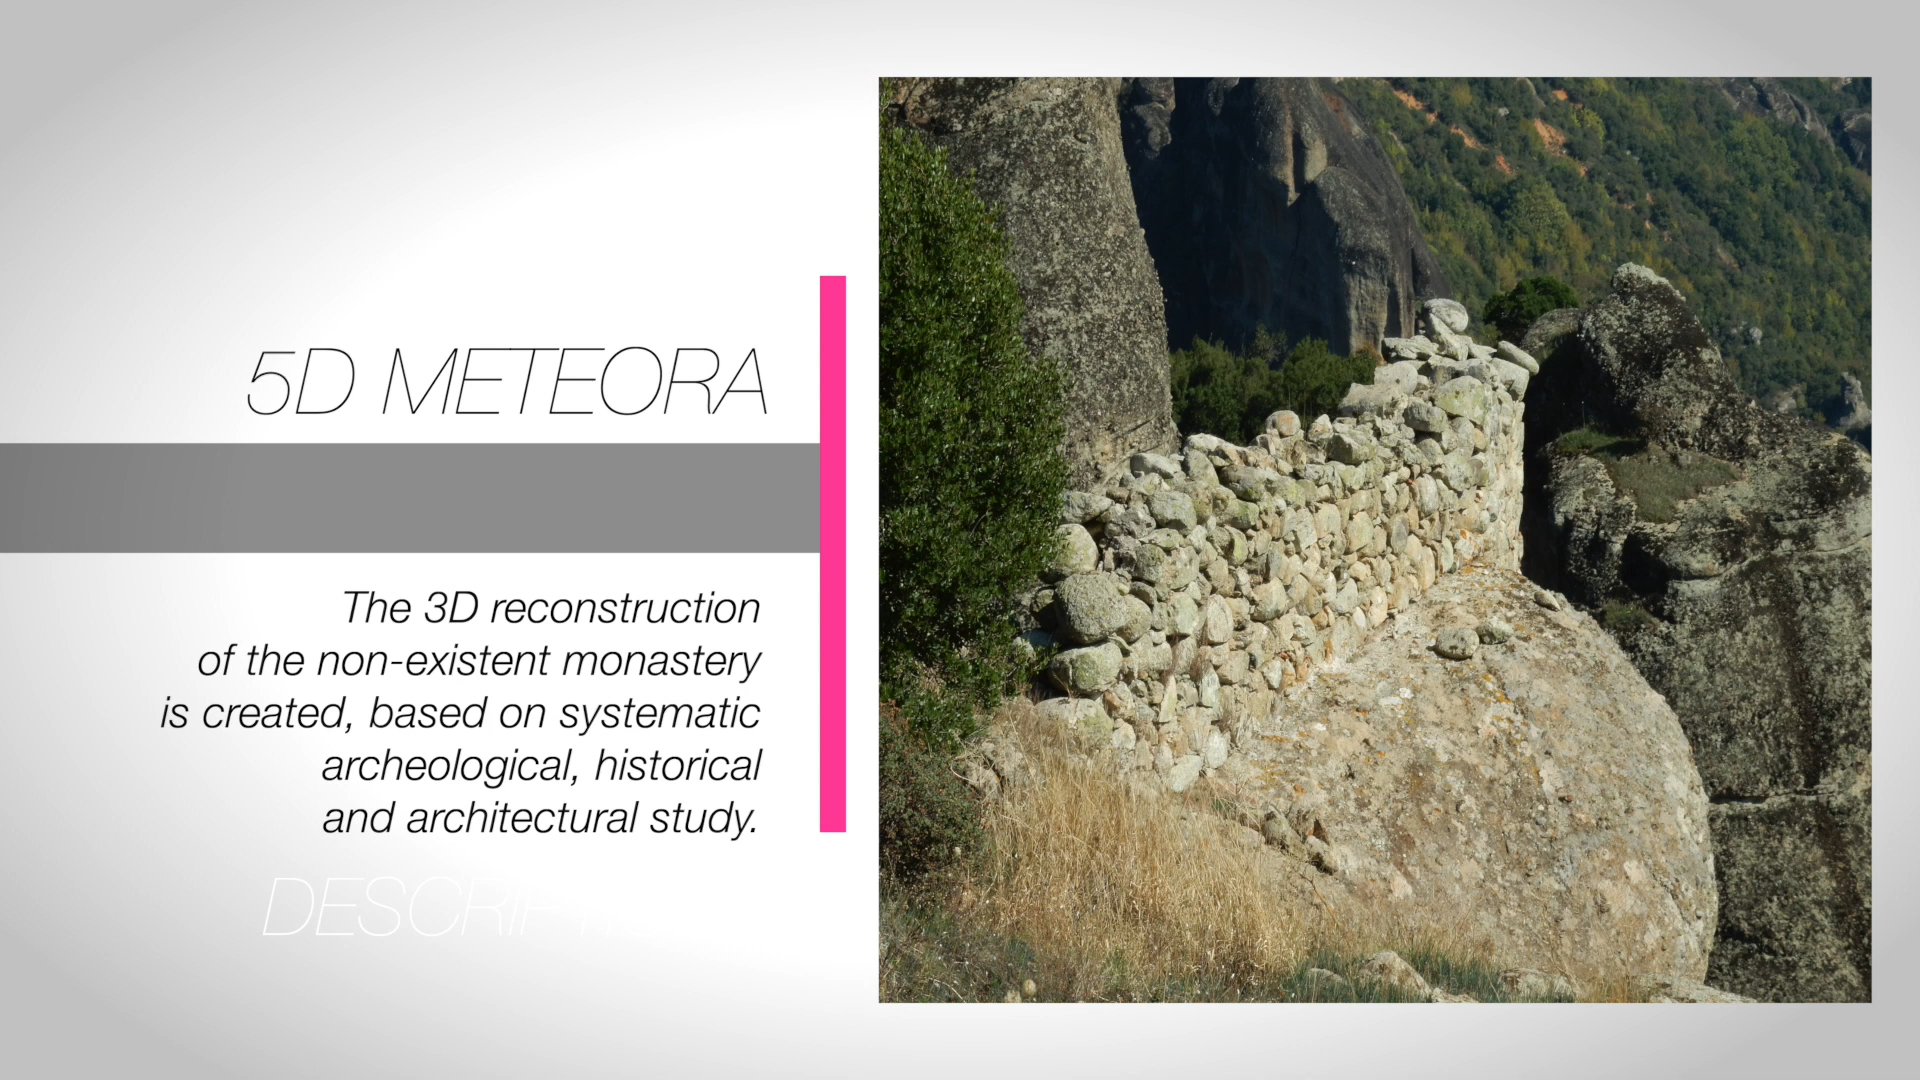 5D METEORA
The 3D reconstruction
of the non-existent monastery
is created, based on systematic
archeological, historical
and architectural study.